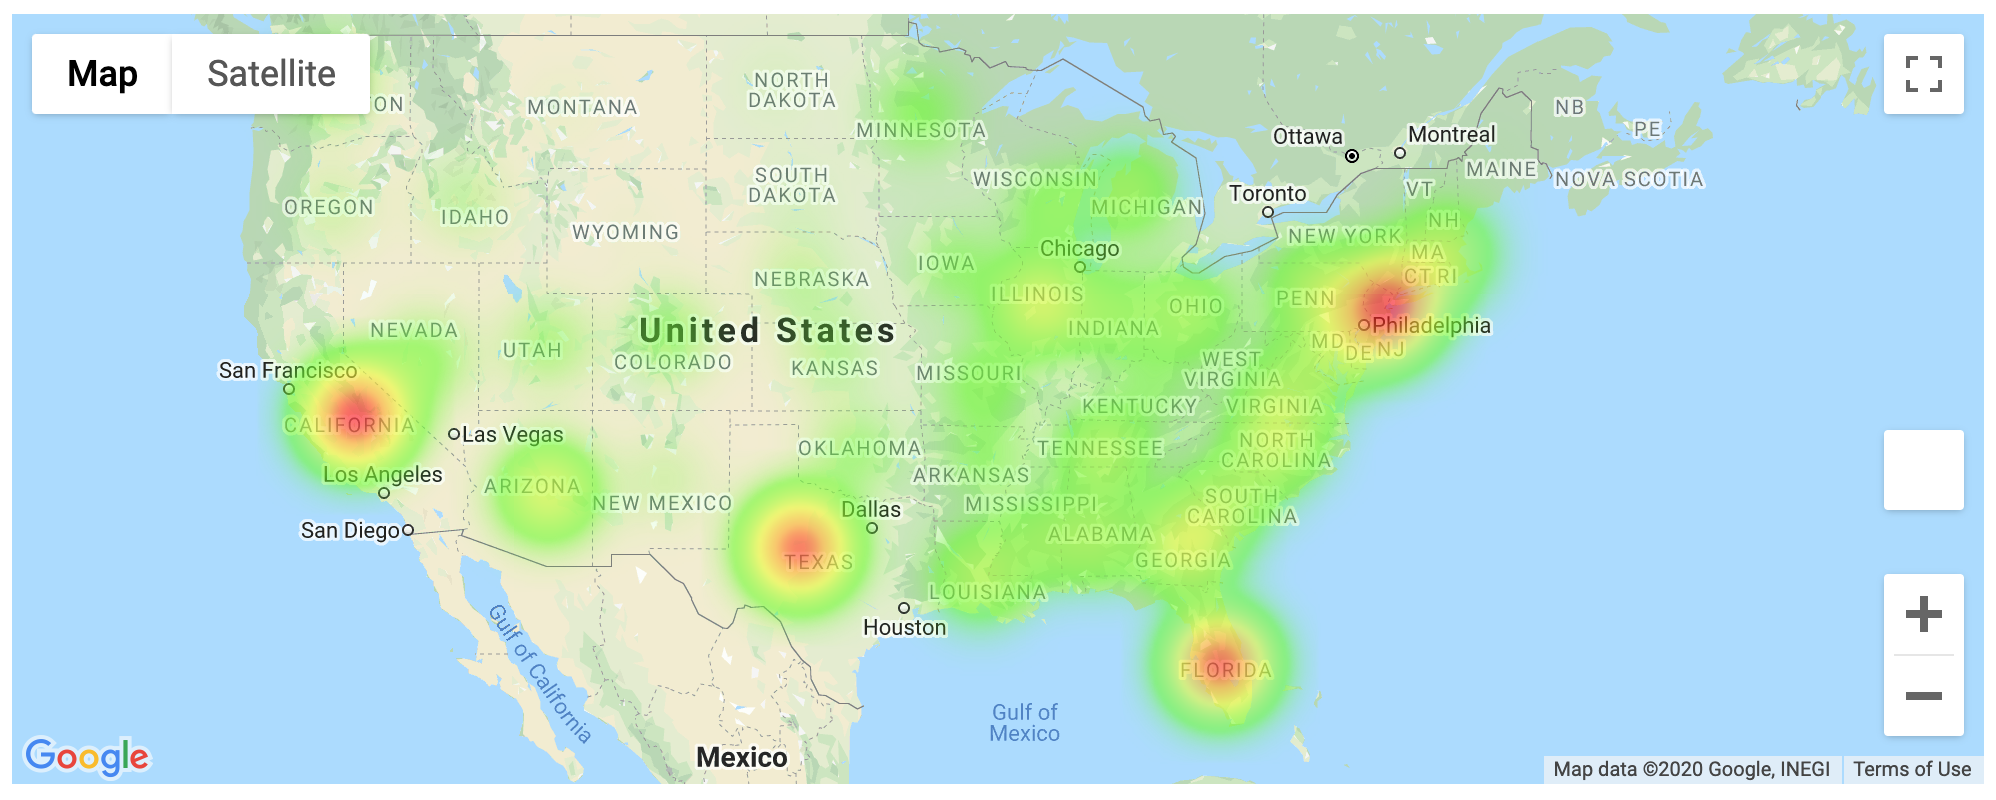 Map
Satellite
ON
MONTANA
NORTH
DAKOTA
MINNESOTA
Ottawa
Montreal
NB
PE
MAINE
NOVA SCOTIA
VT
WISCONSIN
SOUTH
DAKOTA
Toronto
MICHIGAN
OREGON
IDAHO
WYOMING
NH
NEW YORK
Chicago
MA
IOWA
CT RI
NEBRASKA
ILLINOIS
PENN
OHIO
NEVADA
United States
INDIANA
Philadelphia
UTAH
COLORADO
KANSAS
MISSOURI
WEST
VIRGINIA
MD
DE
NJ
San Francisco
KENTUCKY
VIRGINIA
CALIFORNIA
Las Vegas
OKLAHOMA
TENNESSEE
NORTH
CAROLINA
Los Angeles
ARIZONA
NEW MEXICO
ARKANSAS
MISSISSIPPI
SOUTH
CAROLINA
Dallas
San Diego
ALABAMA
TEXAS
GEORGIA
LOUISIANA
Houston
Gulf of California
FLORIDA
Gulf of
Mexico
Mexico
Google
Map data ©2020 Google, INEGI
Terms of Use